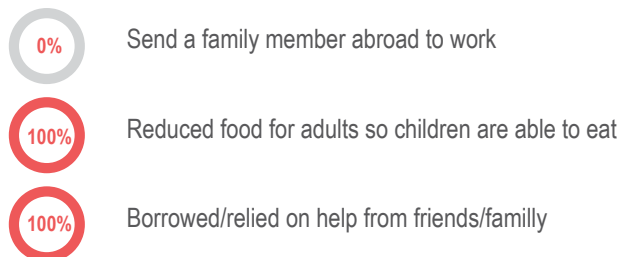 0% Send a family member abroad to work
100% Reduced food for adults so children are able to eat
100% Borrowed/relied on help from friends/familly